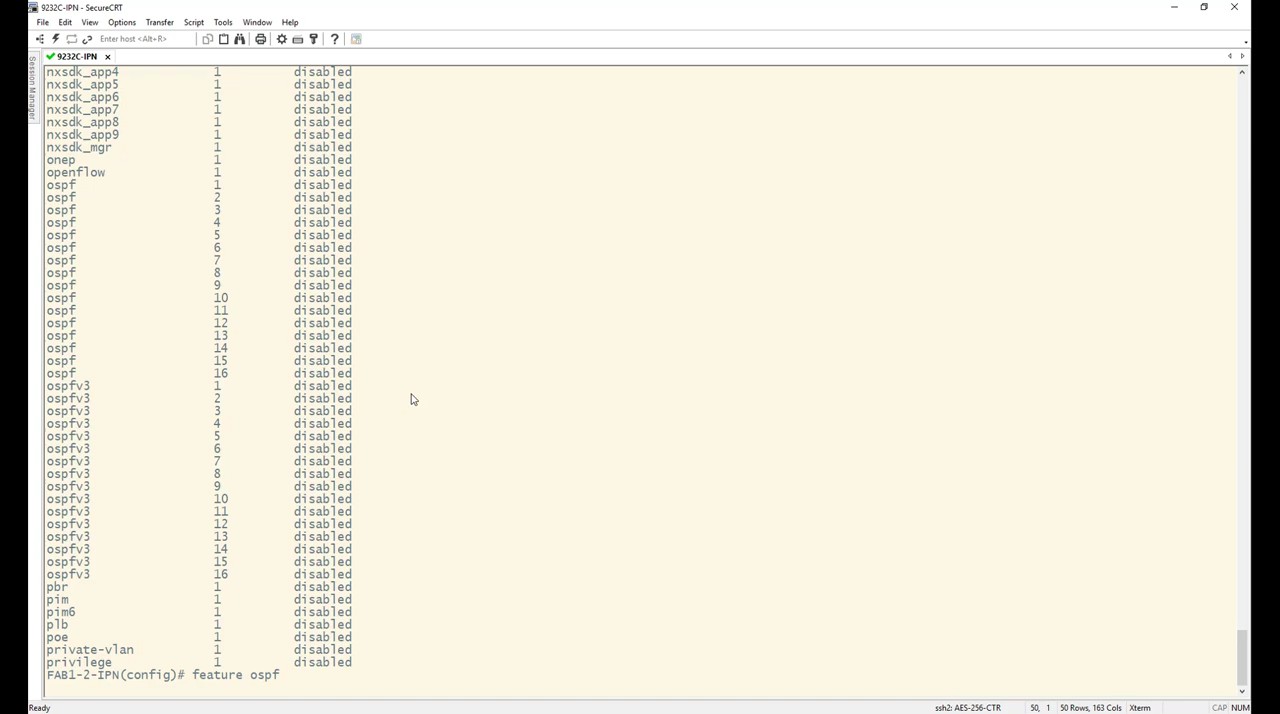 9232C-IPN - SecureCRT
File Edit View Options Transfer Script Tools Window Help
Enter host <Alt+R>
9232C-IPN
Session Manager
nxsdk_app4 1 disabled
nxsdk_app5 1 disabled
nxsdk_app6 1 disabled
nxsdk_app7 1 disabled
nxsdk_app8 1 disabled
nxsdk_app9 1 disabled
nxsdk_mgr 1 disabled
onep 1 disabled
openflow 1 disabled
ospf 1 disabled
ospf 2 disabled
ospf 3 disabled
ospf 4 disabled
ospf 5 disabled
ospf 6 disabled
ospf 7 disabled
ospf 8 disabled
ospf 9 disabled
ospf 10 disabled
ospf 11 disabled
ospf 12 disabled
ospf 13 disabled
ospf 14 disabled
ospf 15 disabled
ospf 16 disabled
ospfv3 1 disabled
ospfv3 2 disabled
ospfv3 3 disabled
ospfv3 4 disabled
ospfv3 5 disabled
ospfv3 6 disabled
ospfv3 7 disabled
ospfv3 8 disabled
ospfv3 9 disabled
ospfv3 10 disabled
ospfv3 11 disabled
ospfv3 12 disabled
ospfv3 13 disabled
ospfv3 14 disabled
ospfv3 15 disabled
ospfv3 16 disabled
pbr 1 disabled
pim 1 disabled
pim6 1 disabled
plb 1 disabled
poe 1 disabled
private-vlan 1 disabled
privilege 1 disabled
FAB1-2-IPN(config)# feature ospf
Ready ssh2: AES-256-CTR 50, 1 50 Rows, 163 Cols Xterm CAP NUM